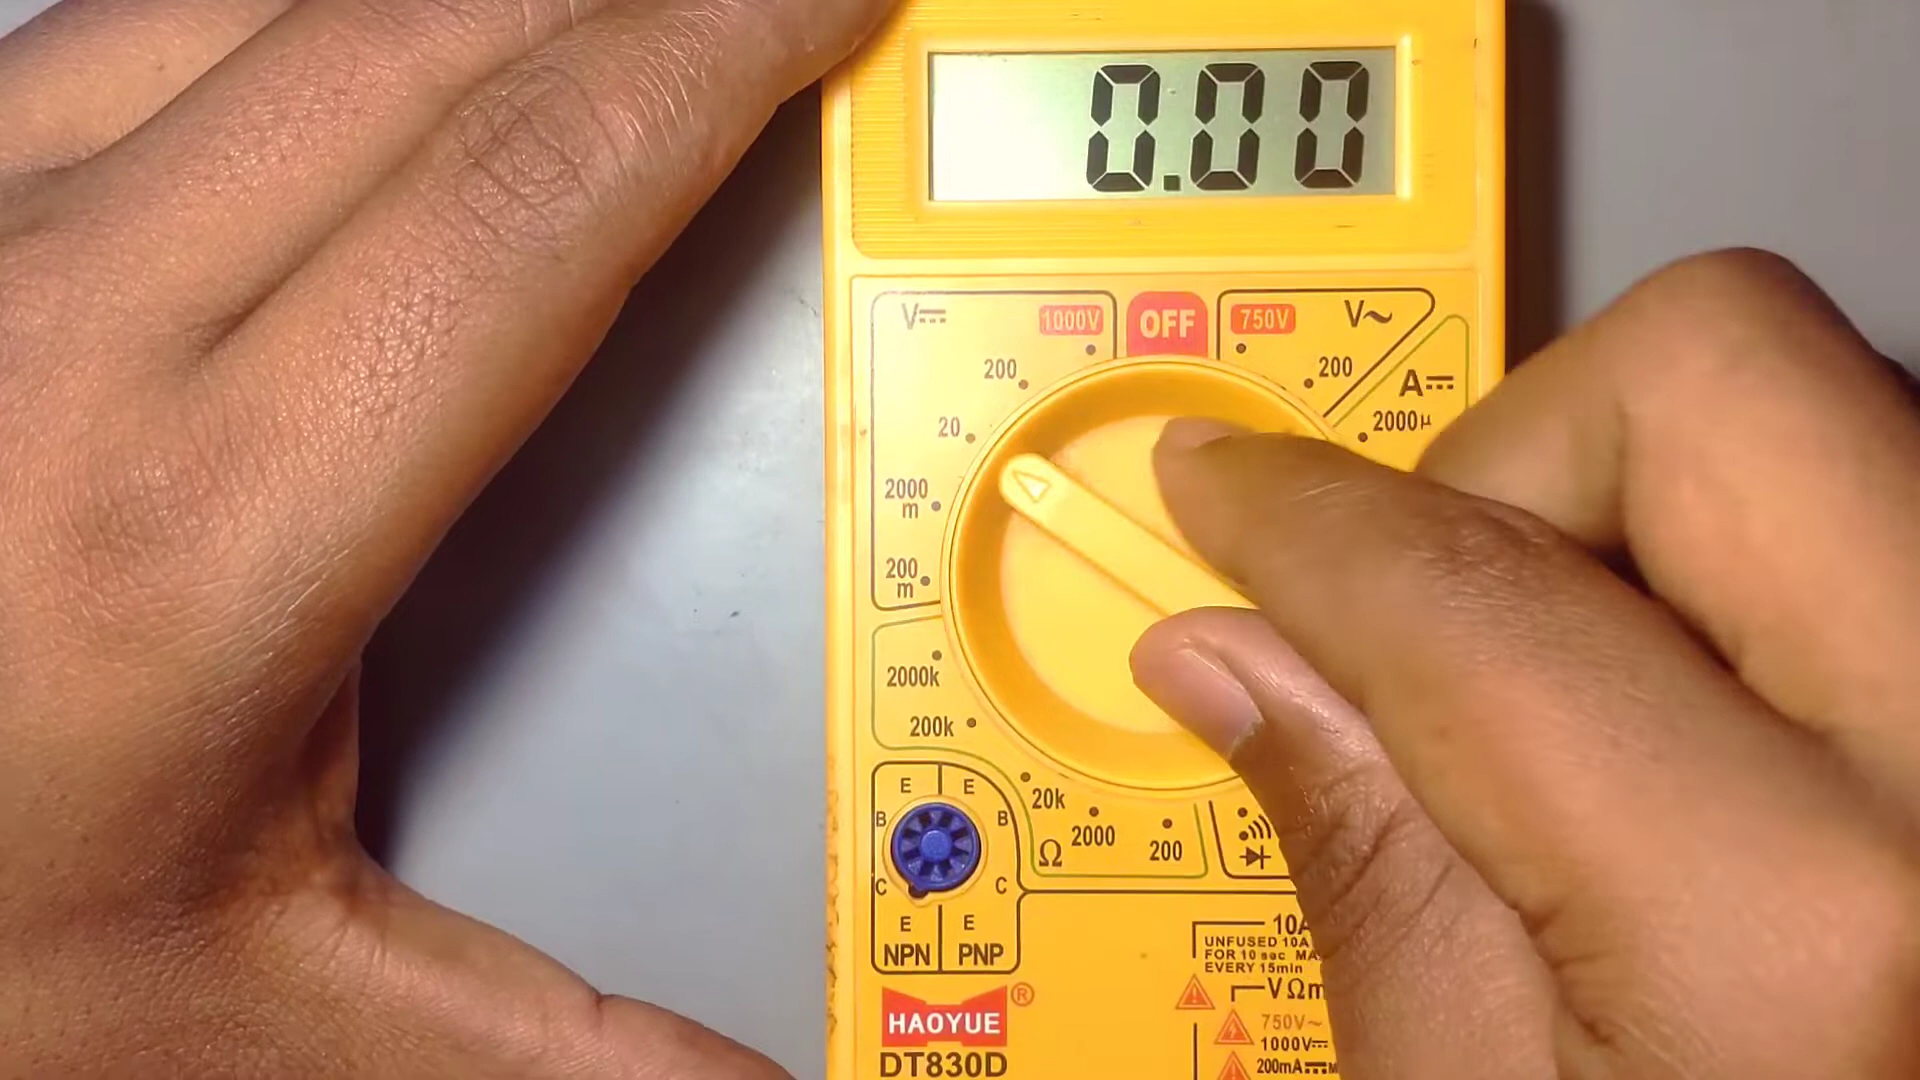 0.00
V⎓ 1000V OFF 750V V~
200 200
A⎓
20 2000µ
2000
m
200
m
2000k
200k
20k
Ω 2000 200
E E
B B
C C
E E
NPN PNP
10A
UNFUSED 10A
FOR 10 sec
EVERY 15min
VΩm
750V~
1000V⎓
200mA⎓
HAOYUE®
DT830D